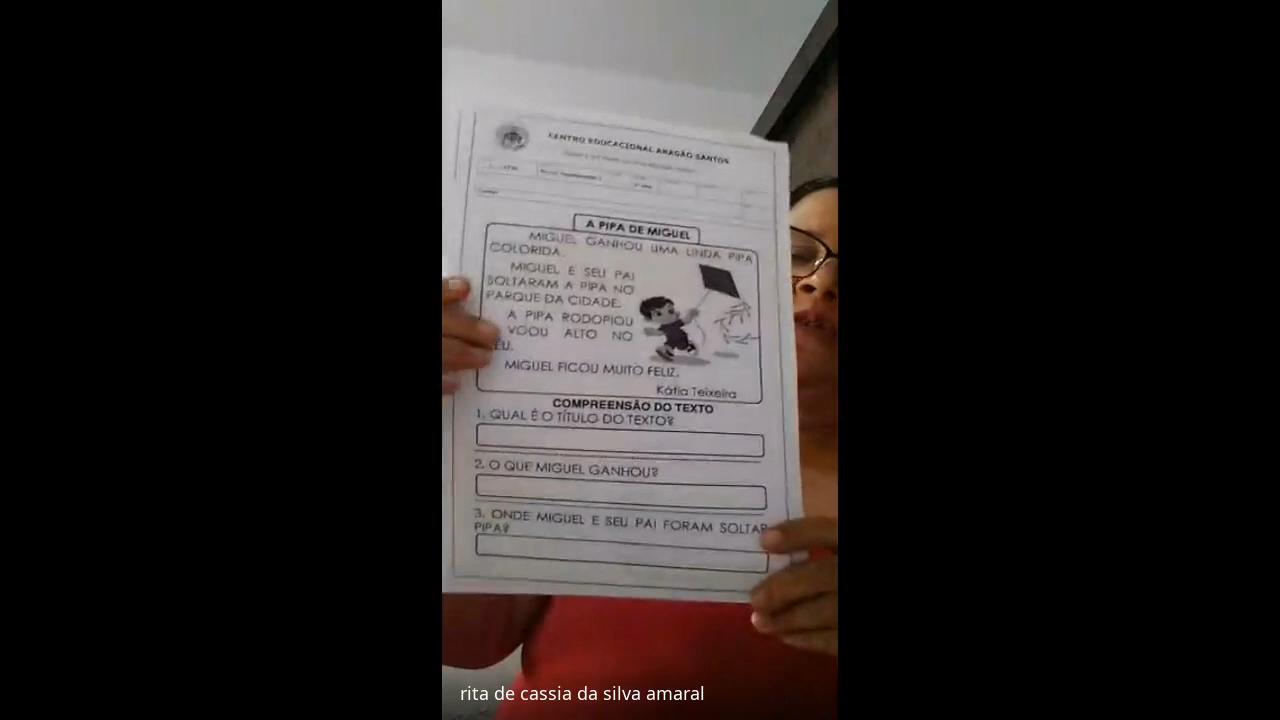 CENTRO EDUCACIONAL ARAGÃO SANTOS
A PIPA DE MIGUEL
MIGUEL GANHOU UMA LINDA PIPA
COLORIDA.
MIGUEL E SEU PAI
SOLTARAM A PIPA NO
PARQUE DA CIDADE.
A PIPA RODOPIOU
VOOU ALTO NO
ÉU.
MIGUEL FICOU MUITO FELIZ.
Kátia Teixeira
COMPREENSÃO DO TEXTO
1. QUAL É O TÍTULO DO TEXTO?
2. O QUE MIGUEL GANHOU?
3. ONDE MIGUEL E SEU PAI FORAM SOLTAR
PIPA?
rita de cassia da silva amaral